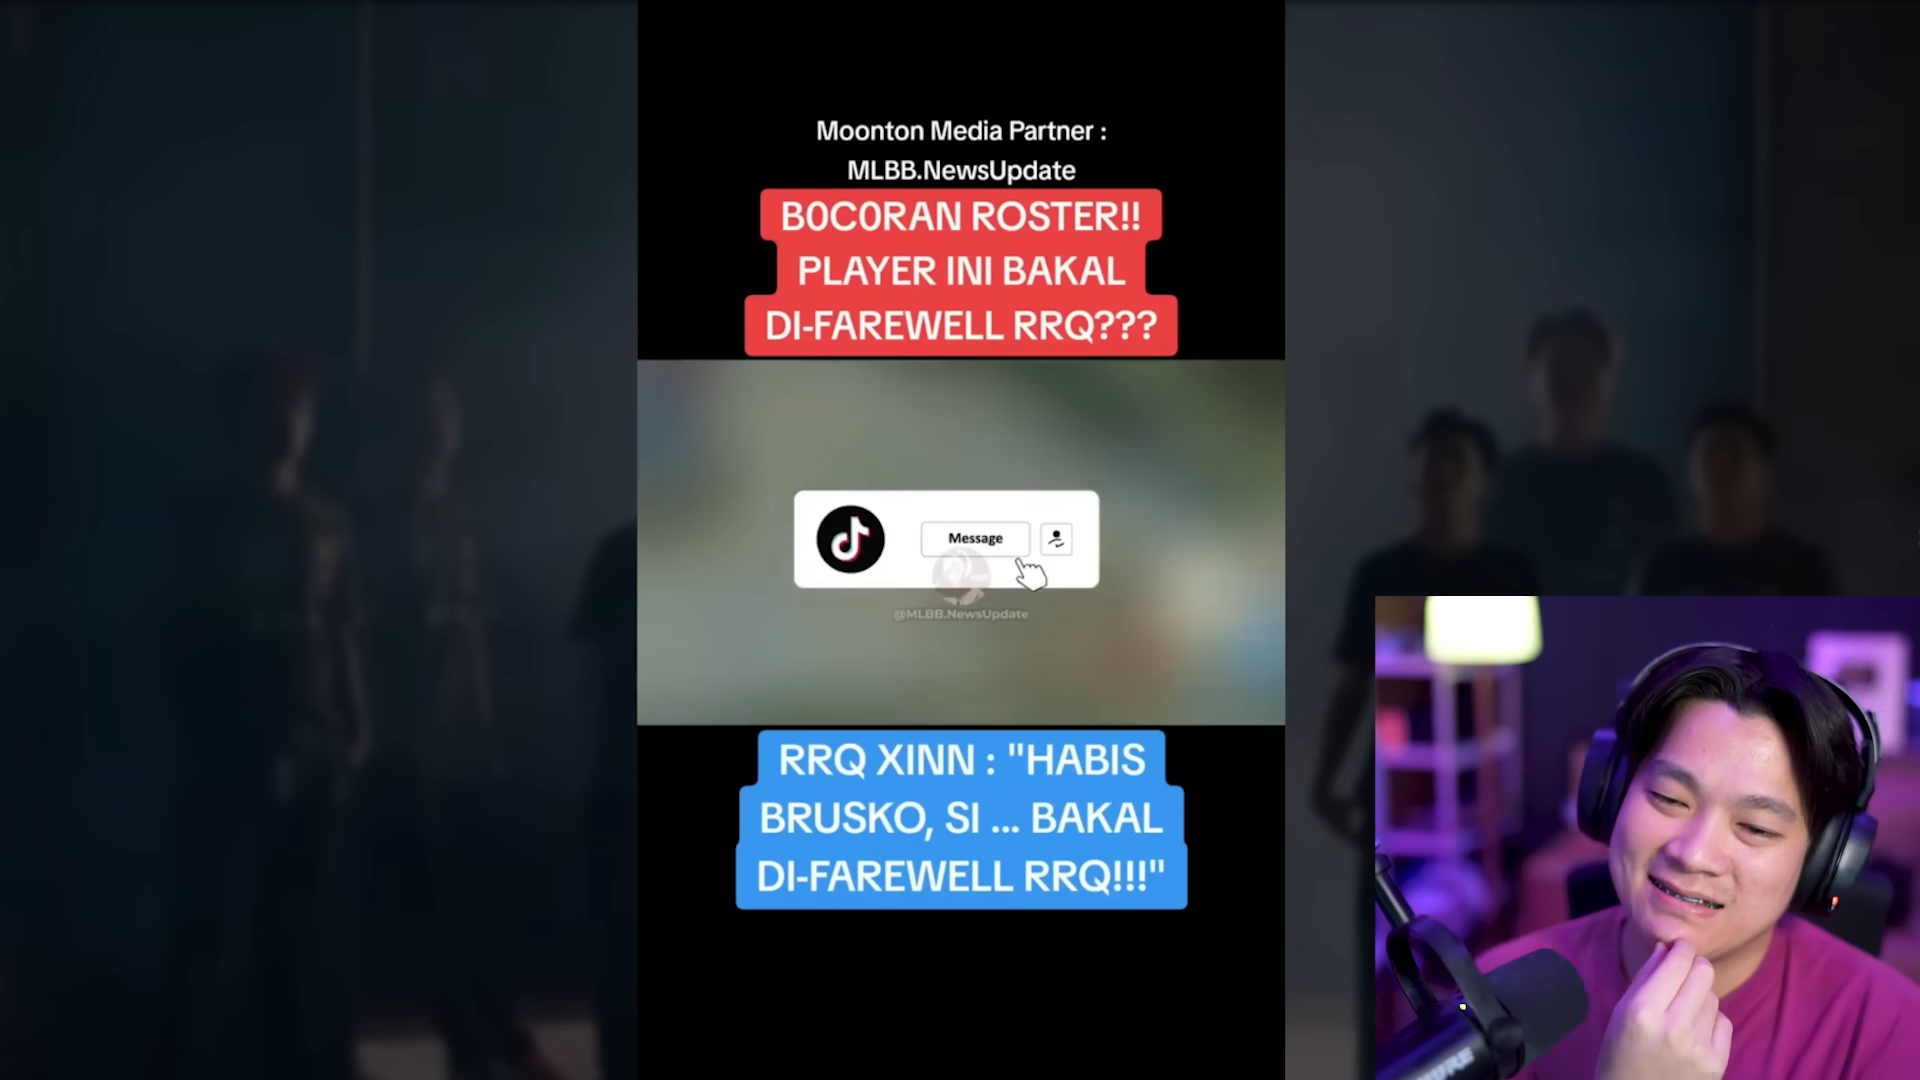 Moonton Media Partner :
MLBB.NewsUpdate
B0C0RAN ROSTER!!
PLAYER INI BAKAL
DI-FAREWELL RRQ???
Message
@MLBB.NewsUpdate
RRQ XINN : "HABIS
BRUSKO, SI ... BAKAL
DI-FAREWELL RRQ!!!"